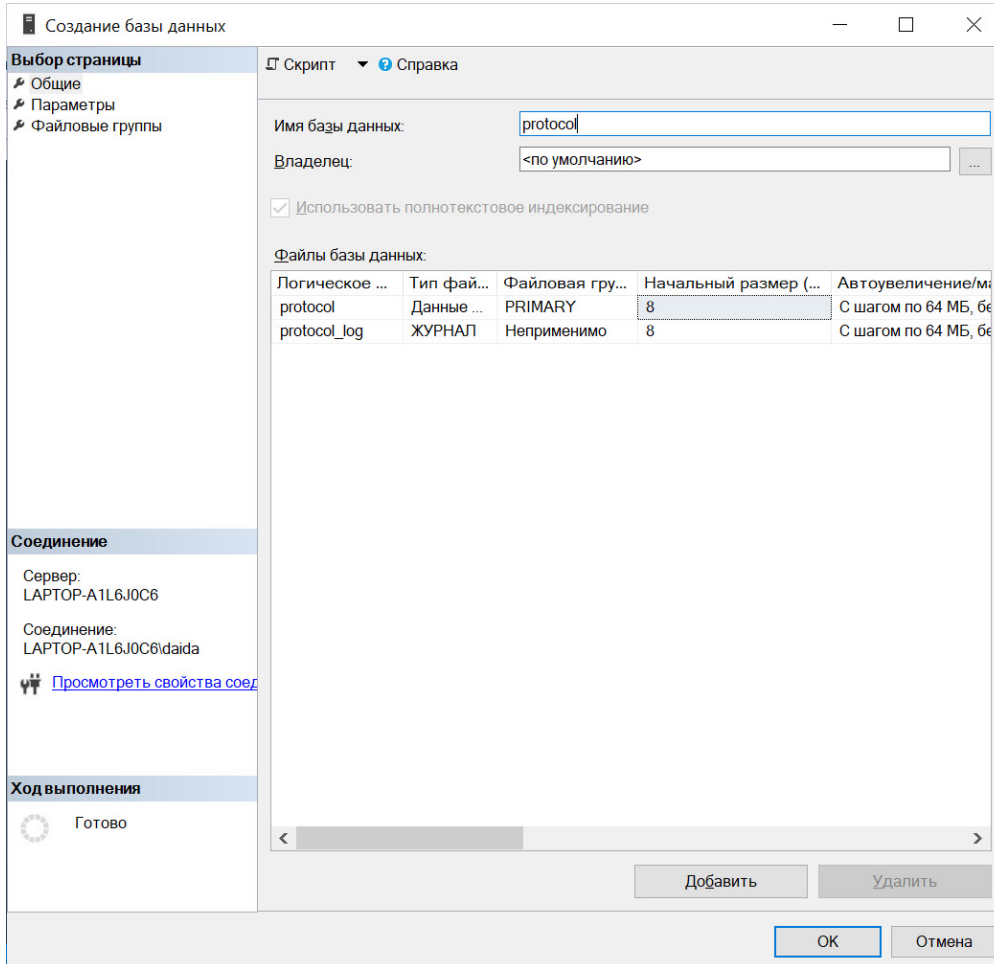 Создание базы данных
Выбор страницы
Общие
Параметры
Файловые группы
Скрипт Справка
Имя базы данных: protocol
Владелец: <по умолчанию> ...
Использовать полнотекстовое индексирование
Файлы базы данных:
Логическое ... Тип фай... Файловая гру... Начальный размер (... Автоувеличение/ма
protocol Данные ... PRIMARY 8 С шагом по 64 МБ, бе
protocol_log ЖУРНАЛ Неприменимо 8 С шагом по 64 МБ, бе
Соединение
Сервер:
LAPTOP-A1L6J0C6
Соединение:
LAPTOP-A1L6J0C6\daida
Просмотреть свойства соед
Ход выполнения
Готово
Добавить Удалить
OK Отмена